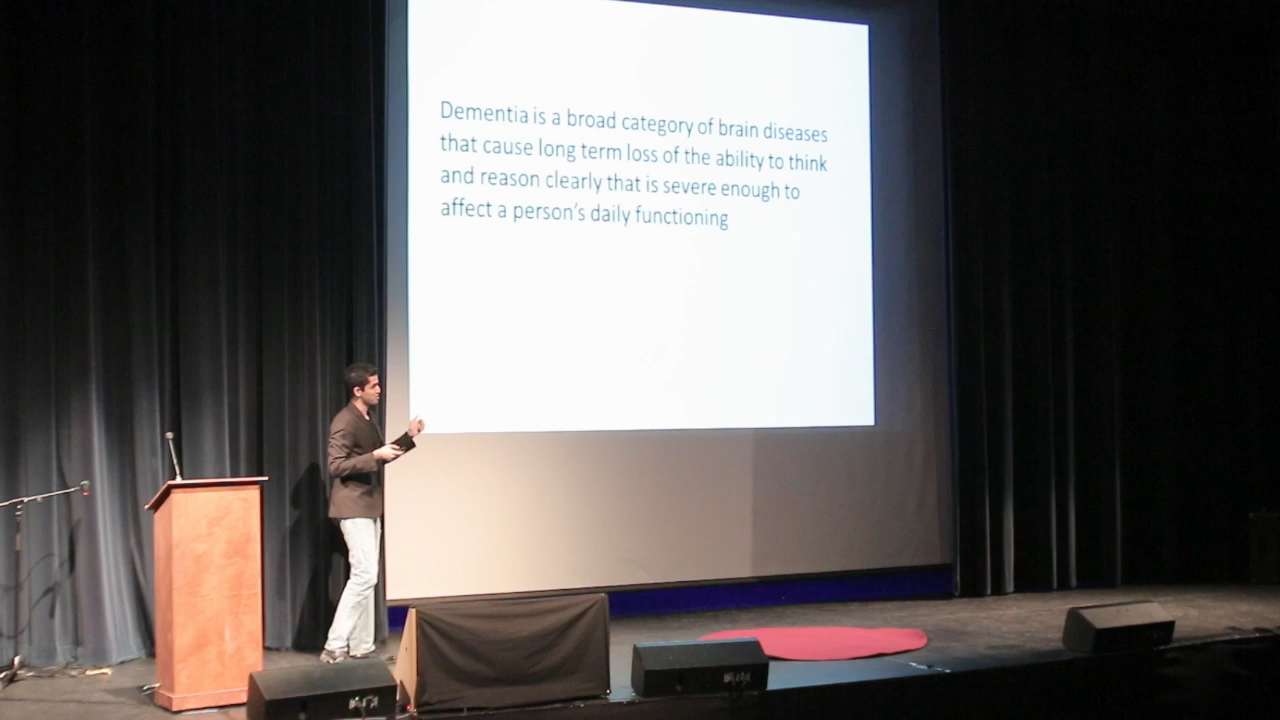 Dementia is a broad category of brain diseases
that cause long term loss of the ability to think
and reason clearly that is severe enough to
affect a person's daily functioning